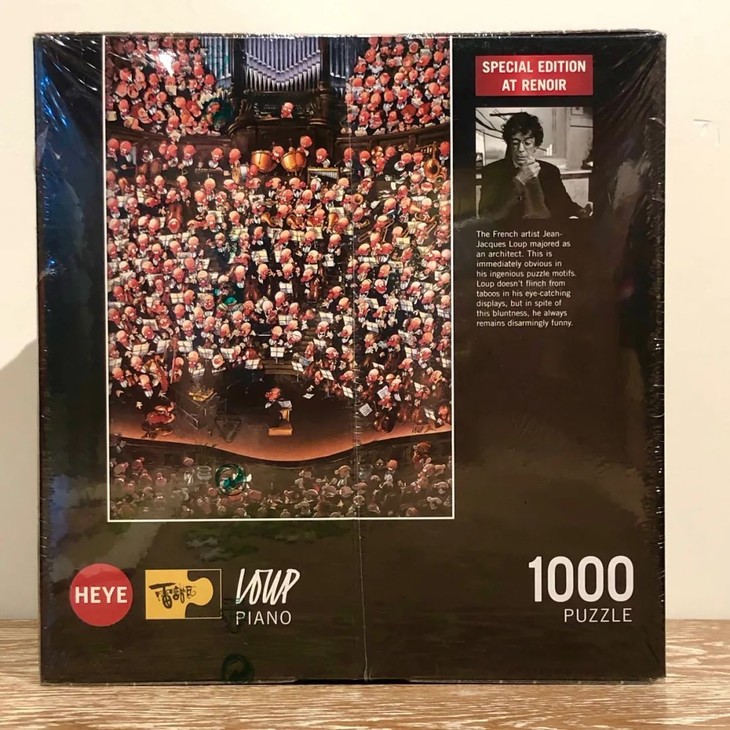 SPECIAL EDITION
AT RENOIR
The French artist Jean-
Jacques Loup majored as
an architect. This is
immediately obvious in
his ingenious puzzle motifs.
Loup doesn't flinch from
taboos in his eye-catching
displays, but in spite of
this bluntness, he always
remains disarmingly funny.
HEYE
LOUP
PIANO
1000
PUZZLE